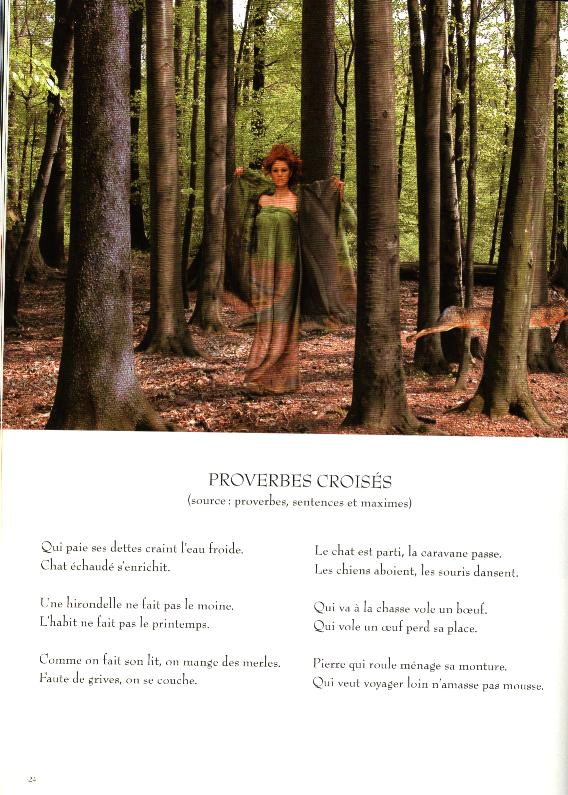 PROVERBES CROISÉS
(source : proverbes, sentences et maximes)
Qui paie ses dettes craint l'eau froide.
Chat échaudé s'enrichit.
Une hirondelle ne fait pas le moine.
L'habit ne fait pas le printemps.
Comme on fait son lit, on mange des merles.
Faute de grives, on se couche.
Le chat est parti, la caravane passe.
Les chiens aboient, les souris dansent.
Qui va à la chasse vole un bœuf.
Qui vole un œuf perd sa place.
Pierre qui roule ménage sa monture.
Qui veut voyager loin n'amasse pas mousse.
24